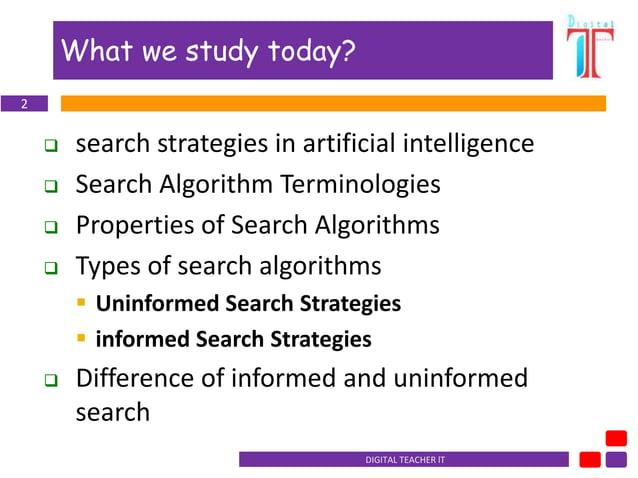 What we study today?
Digital
T
2
search strategies in artificial intelligence
Search Algorithm Terminologies
Properties of Search Algorithms
Types of search algorithms
Uninformed Search Strategies
informed Search Strategies
Difference of informed and uninformed
search
DIGITAL TEACHER IT